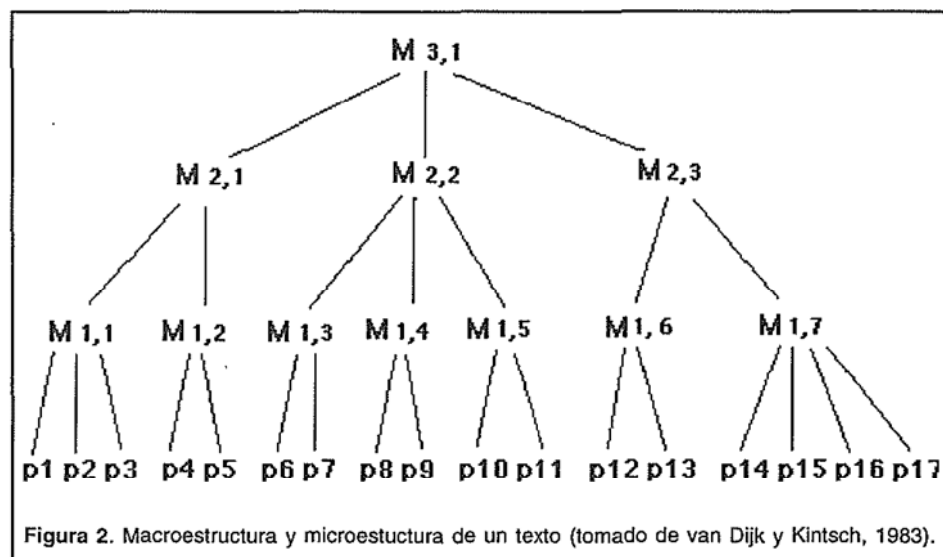 M 3,1
M 2,1 M 2,2 M 2,3
M 1,1 M 1,2 M 1,3 M 1,4 M 1,5 M 1,6 M 1,7
p1 p2 p3 p4 p5 p6 p7 p8 p9 p10 p11 p12 p13 p14 p15 p16 p17
Figura 2. Macroestructura y microestuctura de un texto (tomado de van Dijk y Kintsch, 1983).